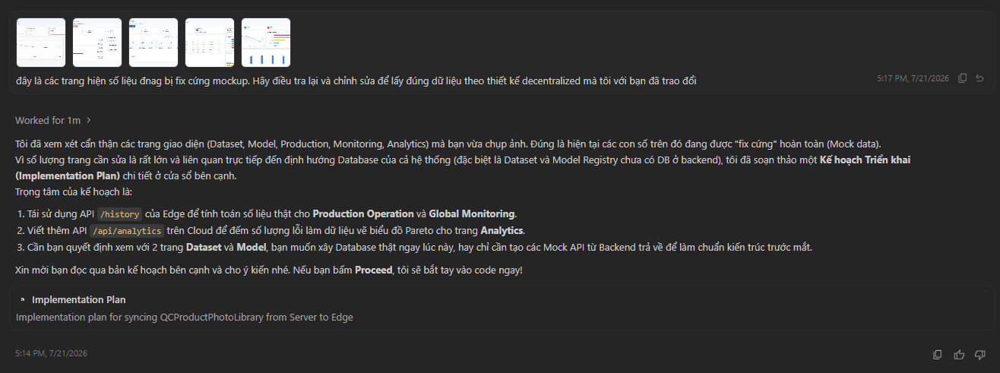 đây là các trang hiện số liệu đnag bị fix cứng mockup. Hãy điều tra lại và chỉnh sửa để lấy đúng dữ liệu theo thiết kế decentralized mà tôi với bạn đã trao đổi
5:17 PM, 7/21/2026
Worked for 1m
Tôi đã xem xét cẩn thận các trang giao diện (Dataset, Model, Production, Monitoring, Analytics) mà bạn vừa chụp ảnh. Đúng là hiện tại các con số trên đó đang được "fix cứng" hoàn toàn (Mock data).
Vì số lượng trang cần sửa là rất lớn và liên quan trực tiếp đến định hướng Database của cả hệ thống (đặc biệt là Dataset và Model Registry chưa có DB ở backend), tôi đã soạn thảo một Kế hoạch Triển khai
(Implementation Plan) chi tiết ở cửa sổ bên cạnh.
Trọng tâm của kế hoạch là:
1. Tái sử dụng API /history của Edge để tính toán số liệu thật cho Production Operation và Global Monitoring.
2. Viết thêm API /api/analytics trên Cloud để đếm số lượng lỗi làm dữ liệu vẽ biểu đồ Pareto cho trang Analytics.
3. Cần bạn quyết định xem với 2 trang Dataset và Model, bạn muốn xây Database thật ngay lúc này, hay chỉ cần tạo các Mock API từ Backend trả về để làm chuẩn kiến trúc trước mắt.
Xin mời bạn đọc qua bản kế hoạch bên cạnh và cho ý kiến nhé. Nếu bạn bấm Proceed, tôi sẽ bắt tay vào code ngay!
Implementation Plan
Implementation plan for syncing QCProductPhotoLibrary from Server to Edge
5:14 PM, 7/21/2026